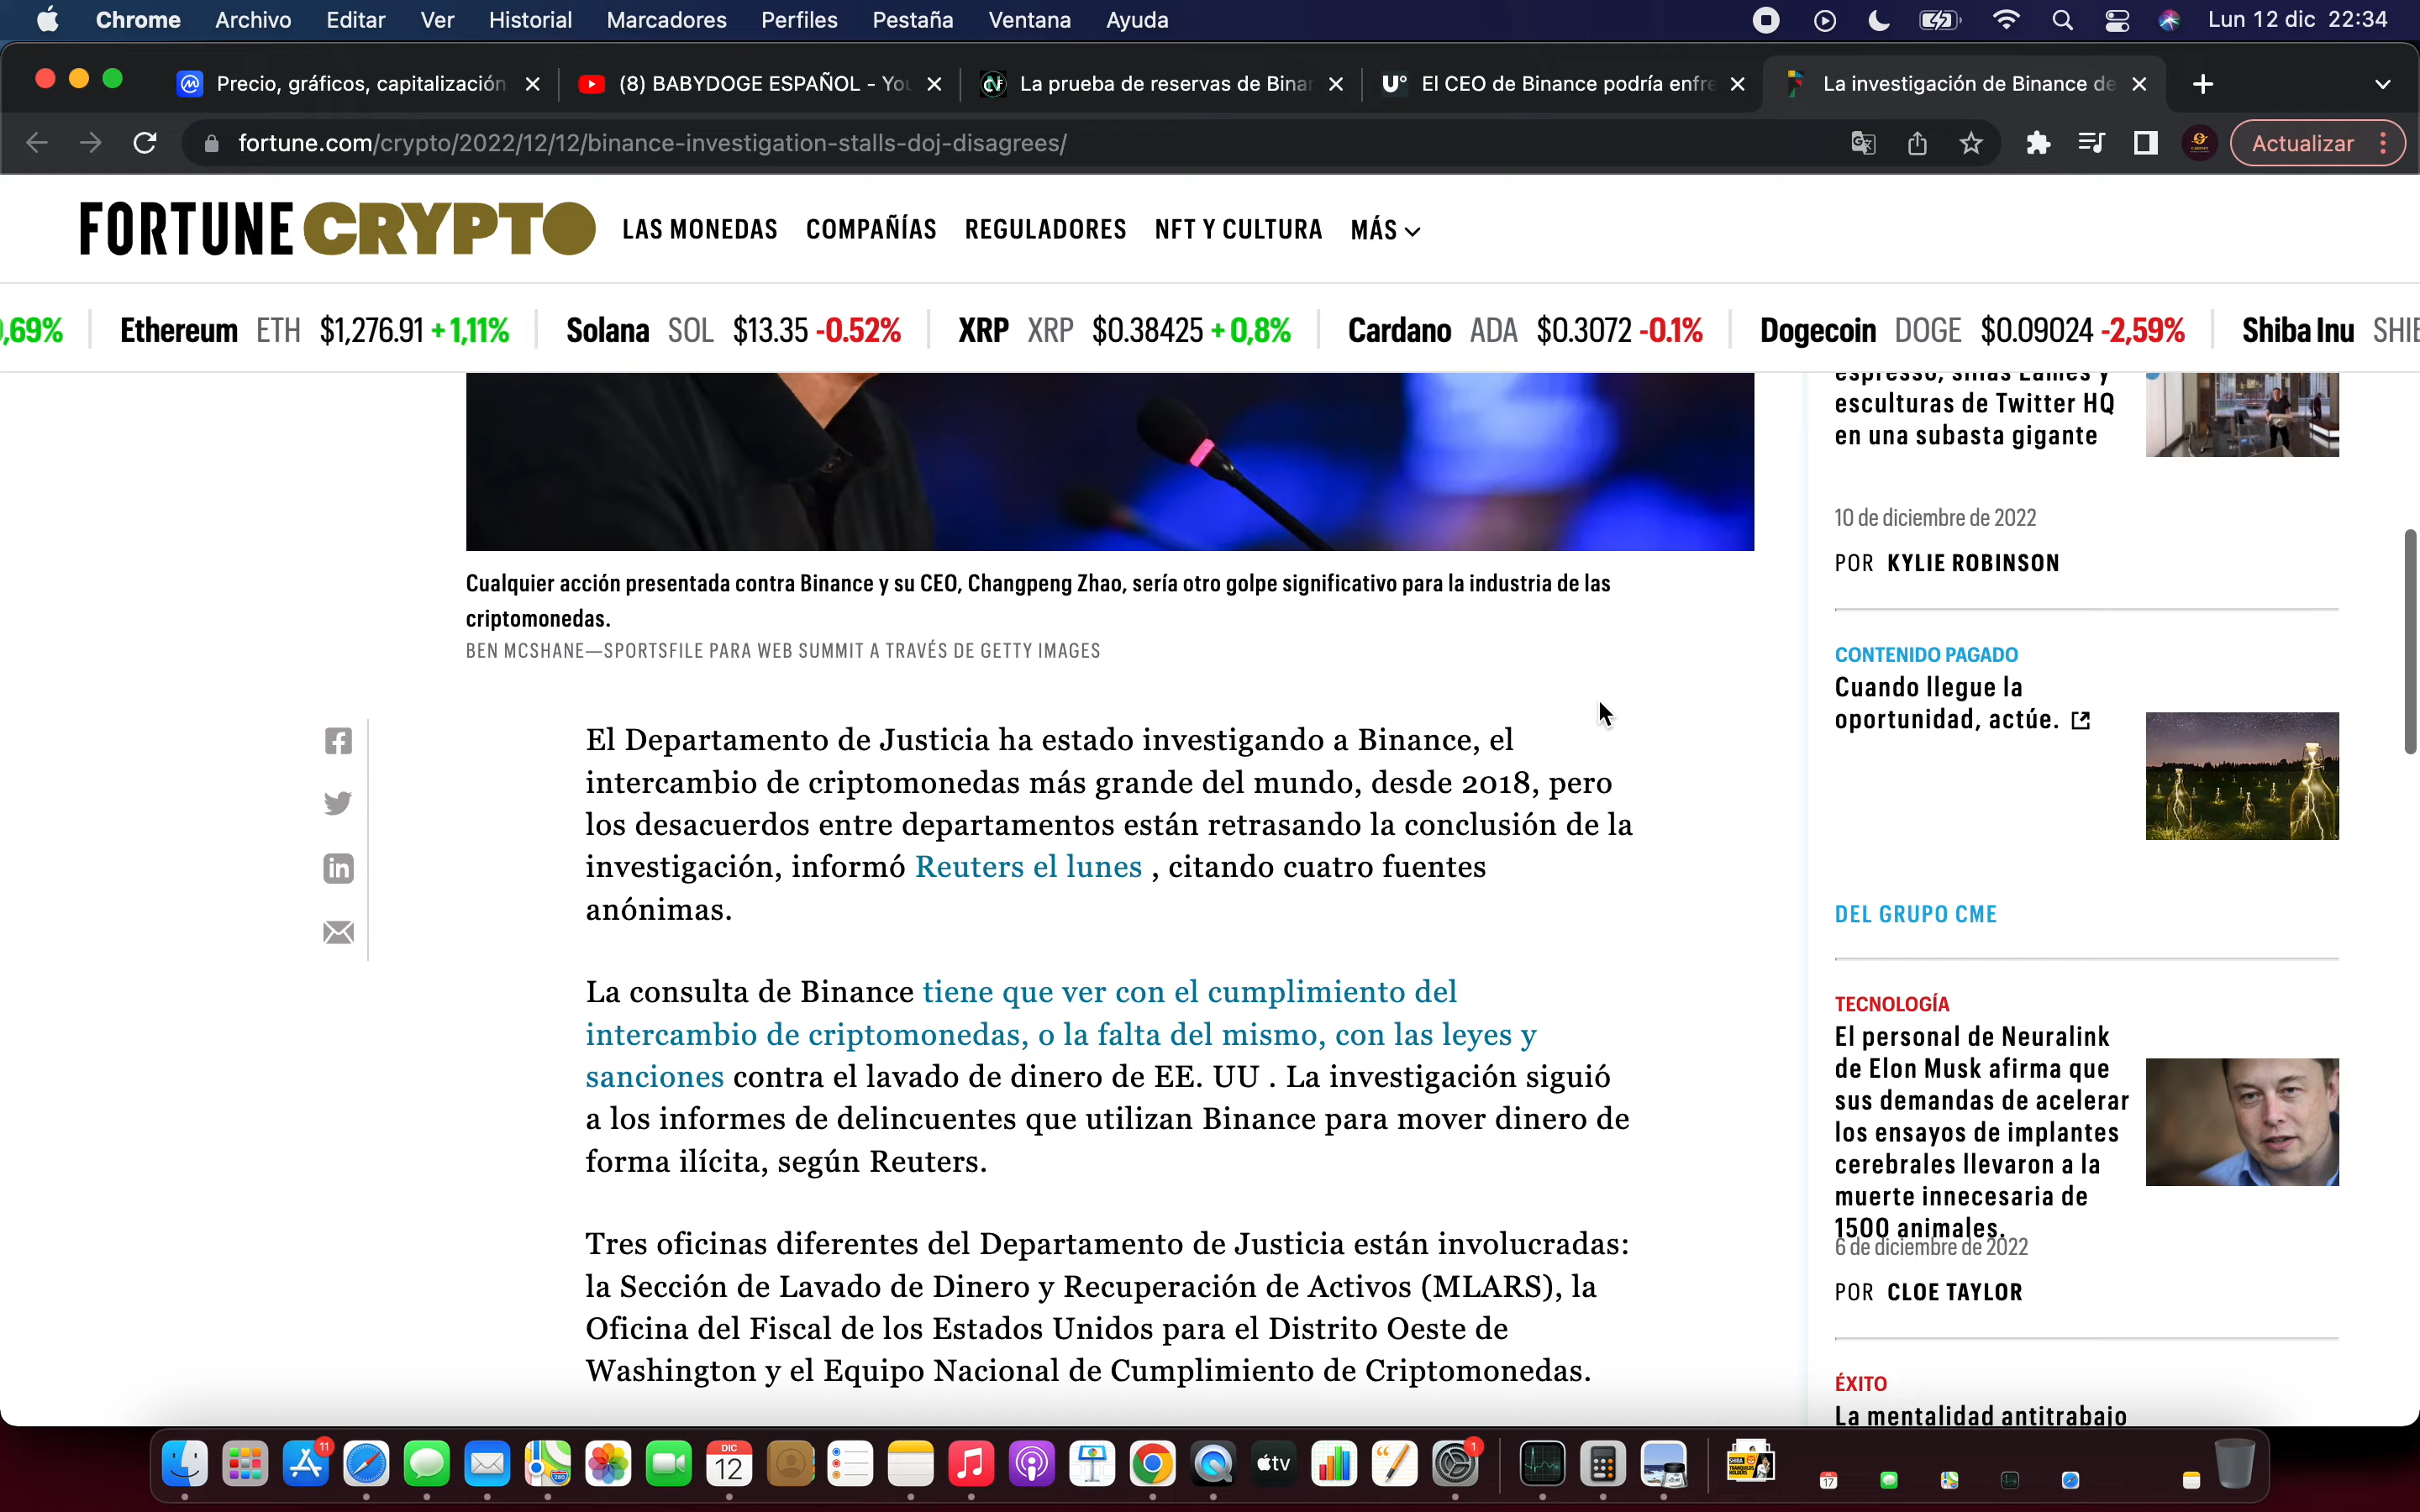 Chrome Archivo Editar Ver Historial Marcadores Perfiles Pestaña Ventana Ayuda Lun 12 dic 22:34
Precio, gráficos, capitalización (8) BABYDOGE ESPAÑOL - You La prueba de reservas de Binan El CEO de Binance podría enfre La investigación de Binance de
fortune.com/crypto/2022/12/12/binance-investigation-stalls-doj-disagrees/ Actualizar
FORTUNE CRYPTO LAS MONEDAS COMPAÑÍAS REGULADORES NFT Y CULTURA MÁS
,69% Ethereum ETH $1,276.91 +1,11% Solana SOL $13.35 -0.52% XRP XRP $0.38425 +0,8% Cardano ADA $0.3072 -0.1% Dogecoin DOGE $0.09024 -2,59% Shiba Inu SHIB
Cualquier acción presentada contra Binance y su CEO, Changpeng Zhao, sería otro golpe significativo para la industria de las
criptomonedas.
BEN MCSHANE—SPORTSFILE PARA WEB SUMMIT A TRAVÉS DE GETTY IMAGES
El Departamento de Justicia ha estado investigando a Binance, el
intercambio de criptomonedas más grande del mundo, desde 2018, pero
los desacuerdos entre departamentos están retrasando la conclusión de la
investigación, informó Reuters el lunes , citando cuatro fuentes
anónimas.
La consulta de Binance tiene que ver con el cumplimiento del
intercambio de criptomonedas, o la falta del mismo, con las leyes y
sanciones contra el lavado de dinero de EE. UU . La investigación siguió
a los informes de delincuentes que utilizan Binance para mover dinero de
forma ilícita, según Reuters.
Tres oficinas diferentes del Departamento de Justicia están involucradas:
la Sección de Lavado de Dinero y Recuperación de Activos (MLARS), la
Oficina del Fiscal de los Estados Unidos para el Distrito Oeste de
Washington y el Equipo Nacional de Cumplimiento de Criptomonedas.
espresso, sillas Eames y
esculturas de Twitter HQ
en una subasta gigante
10 de diciembre de 2022
POR KYLIE ROBINSON
CONTENIDO PAGADO
Cuando llegue la
oportunidad, actúe.
DEL GRUPO CME
TECNOLOGÍA
El personal de Neuralink
de Elon Musk afirma que
sus demandas de acelerar
los ensayos de implantes
cerebrales llevaron a la
muerte innecesaria de
1500 animales.
6 de diciembre de 2022
POR CLOE TAYLOR
ÉXITO
La mentalidad antitrabajo
11
DIC
12
tv
1
17